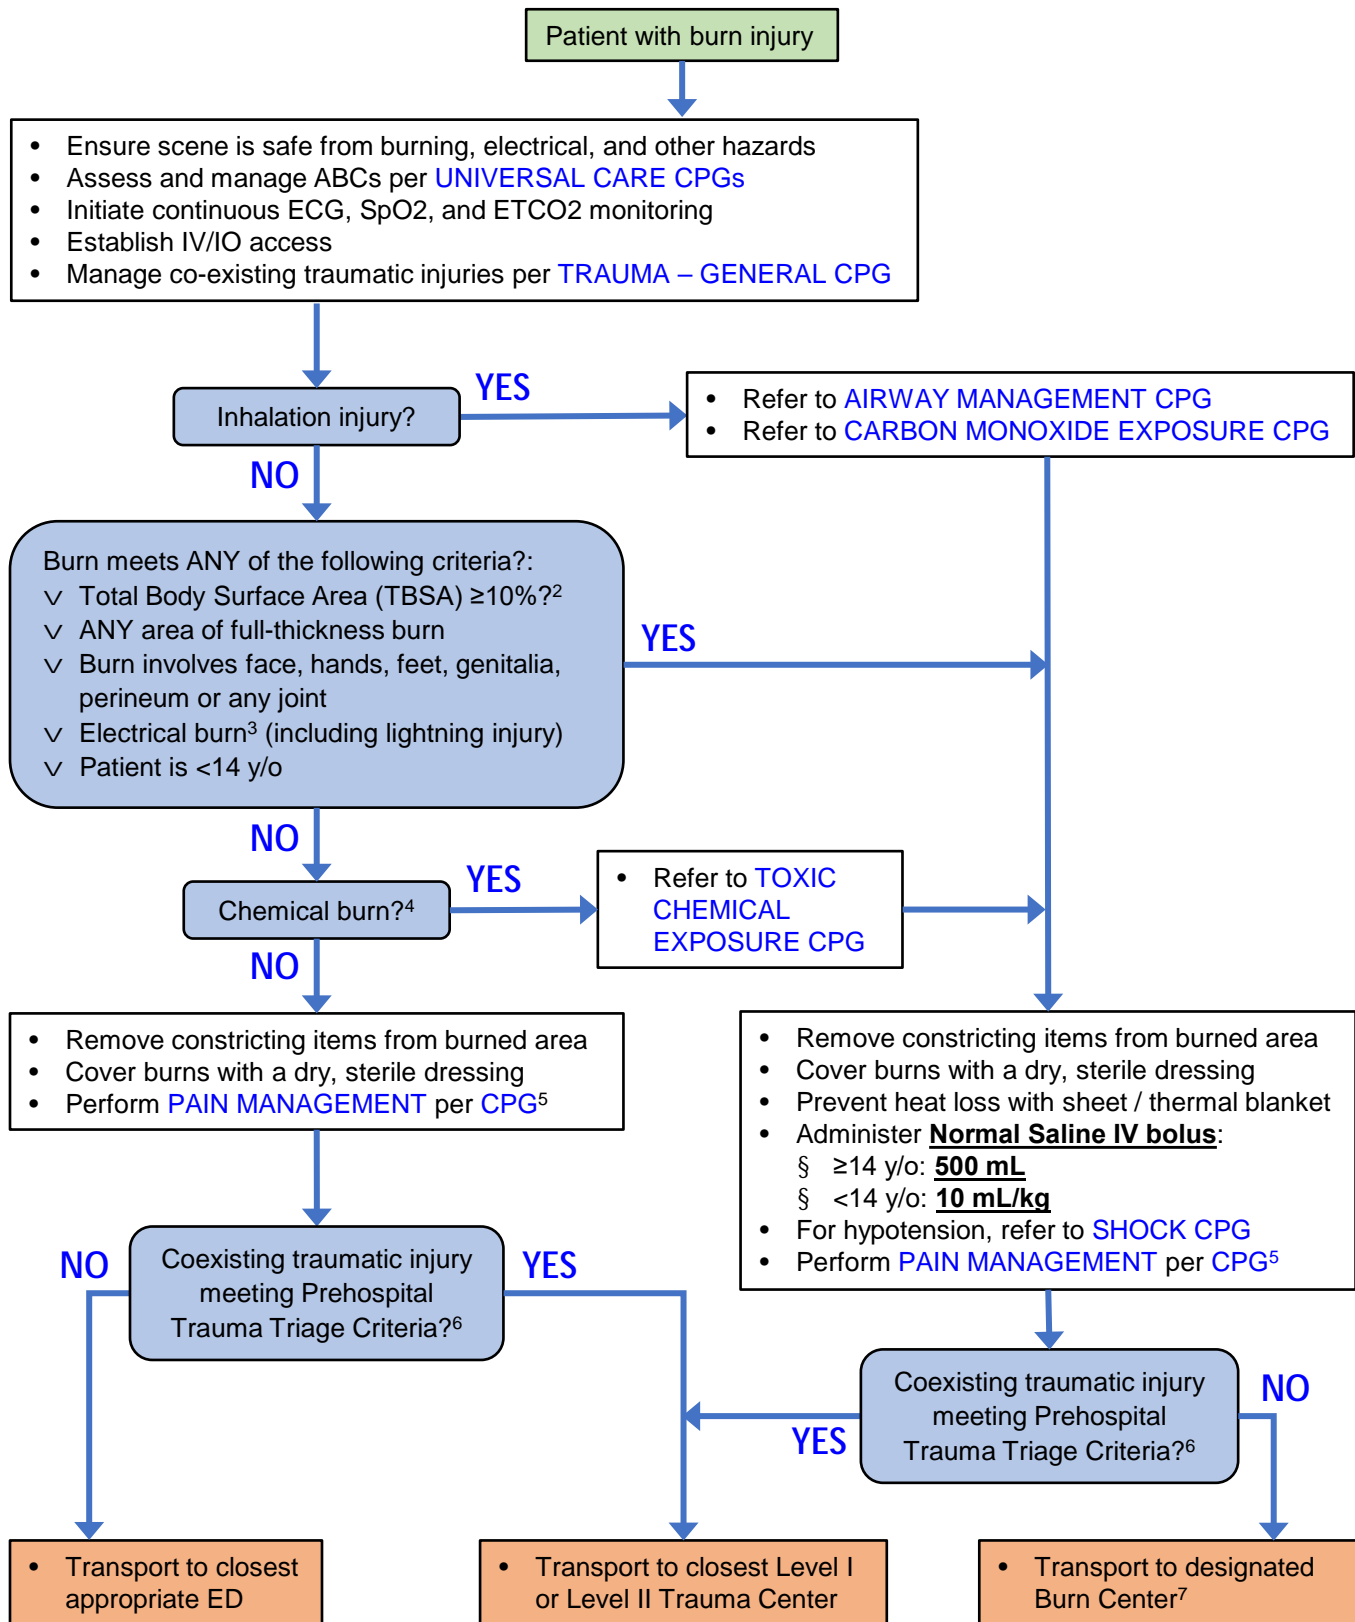 Patient with burn injury
• Ensure scene is safe from burning, electrical, and other hazards
• Assess and manage ABCs per UNIVERSAL CARE CPGs
• Initiate continuous ECG, SpO2, and ETCO2 monitoring
• Establish IV/IO access
• Manage co-existing traumatic injuries per TRAUMA – GENERAL CPG
Inhalation injury?
YES
• Refer to AIRWAY MANAGEMENT CPG
• Refer to CARBON MONOXIDE EXPOSURE CPG
NO
Burn meets ANY of the following criteria?:
v Total Body Surface Area (TBSA) ≥10%?²
v ANY area of full-thickness burn
v Burn involves face, hands, feet, genitalia,
perineum or any joint
v Electrical burn³ (including lightning injury)
v Patient is <14 y/o
YES
NO
Chemical burn?⁴
YES
• Refer to TOXIC
CHEMICAL
EXPOSURE CPG
NO
• Remove constricting items from burned area
• Cover burns with a dry, sterile dressing
• Perform PAIN MANAGEMENT per CPG⁵
• Remove constricting items from burned area
• Cover burns with a dry, sterile dressing
• Prevent heat loss with sheet / thermal blanket
• Administer Normal Saline IV bolus:
§ ≥14 y/o: 500 mL
§ <14 y/o: 10 mL/kg
• For hypotension, refer to SHOCK CPG
• Perform PAIN MANAGEMENT per CPG⁵
NO
Coexisting traumatic injury
meeting Prehospital
Trauma Triage Criteria?⁶
YES
Coexisting traumatic injury
meeting Prehospital
Trauma Triage Criteria?⁶
YES
NO
• Transport to closest
appropriate ED
• Transport to closest Level I
or Level II Trauma Center
• Transport to designated
Burn Center⁷